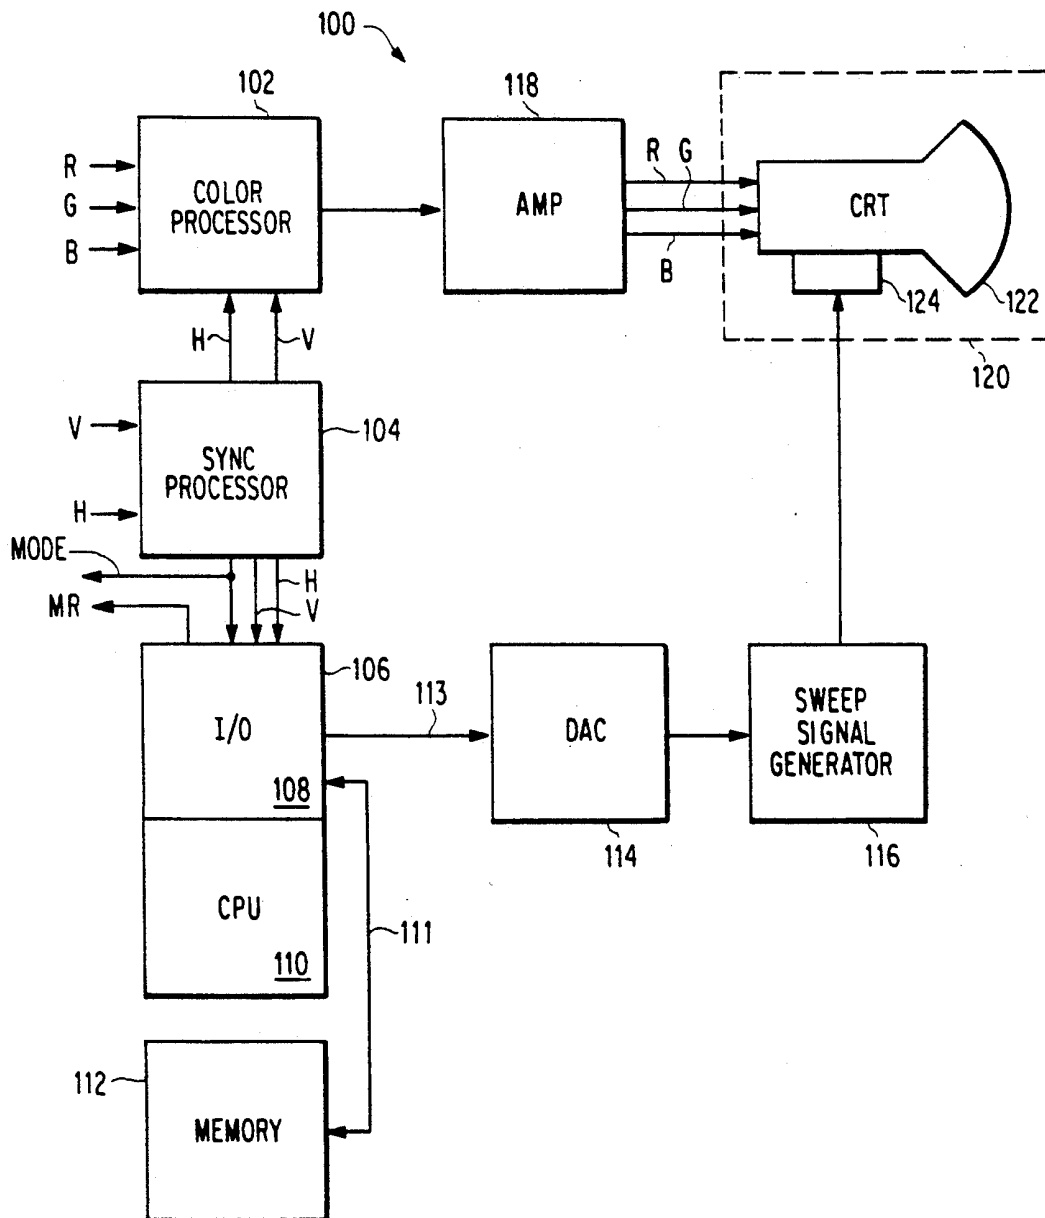 100
102
118
R
G
B
COLOR
PROCESSOR
AMP
R
G
B
CRT
124
122
120
H
V
V
H
SYNC
PROCESSOR
104
MODE
MR
H
V
106
I/O
108
113
DAC
114
SWEEP
SIGNAL
GENERATOR
116
CPU
110
111
112
MEMORY